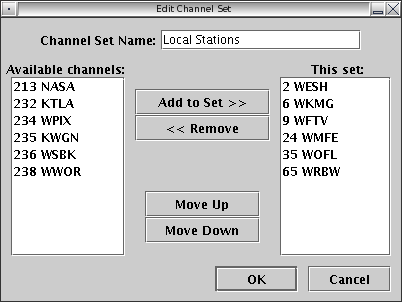 Edit Channel Set
Channel Set Name: Local Stations
Available channels:
213 NASA
232 KTLA
234 WPIX
235 KWGN
236 WSBK
238 WWOR
Add to Set >>
<< Remove
Move Up
Move Down
This set:
2 WESH
6 WKMG
9 WFTV
24 WMFE
35 WOFL
65 WRBW
OK
Cancel